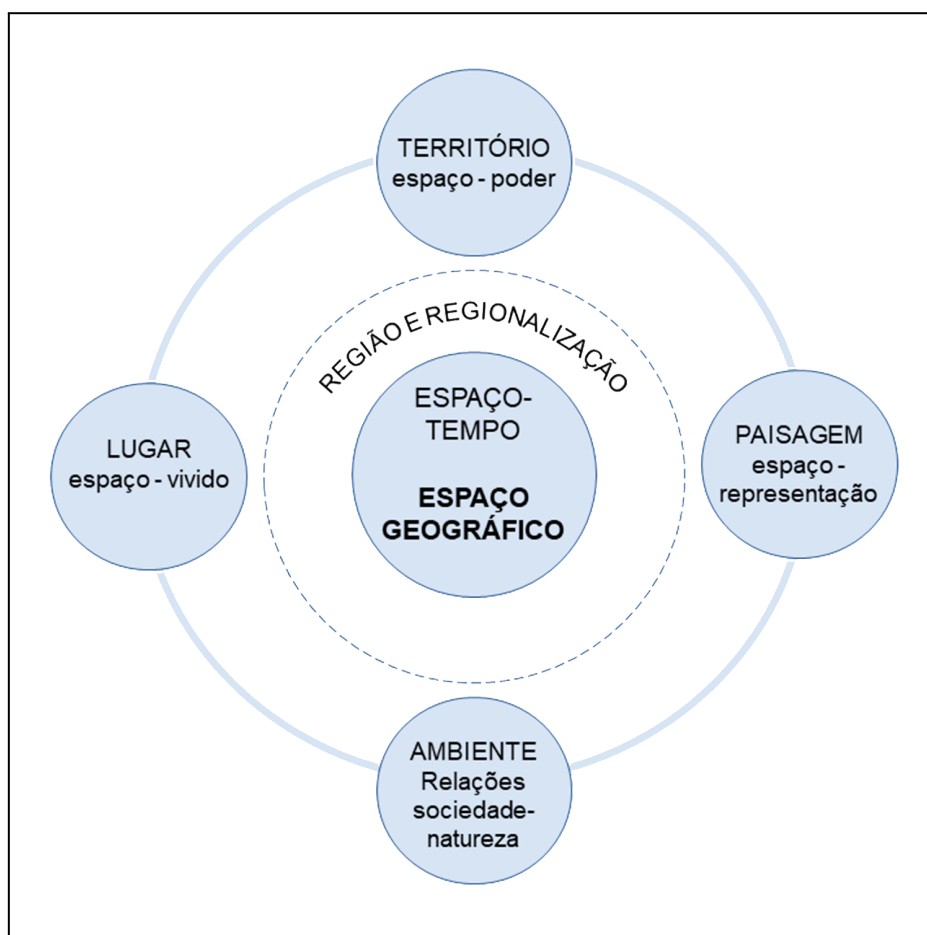 TERRITÓRIO
espaço - poder
REGIÃO E REGIONALIZAÇÃO
ESPAÇO-
TEMPO
ESPAÇO
GEOGRÁFICO
LUGAR
espaço - vivido
PAISAGEM
espaço -
representação
AMBIENTE
Relações
sociedade-
natureza